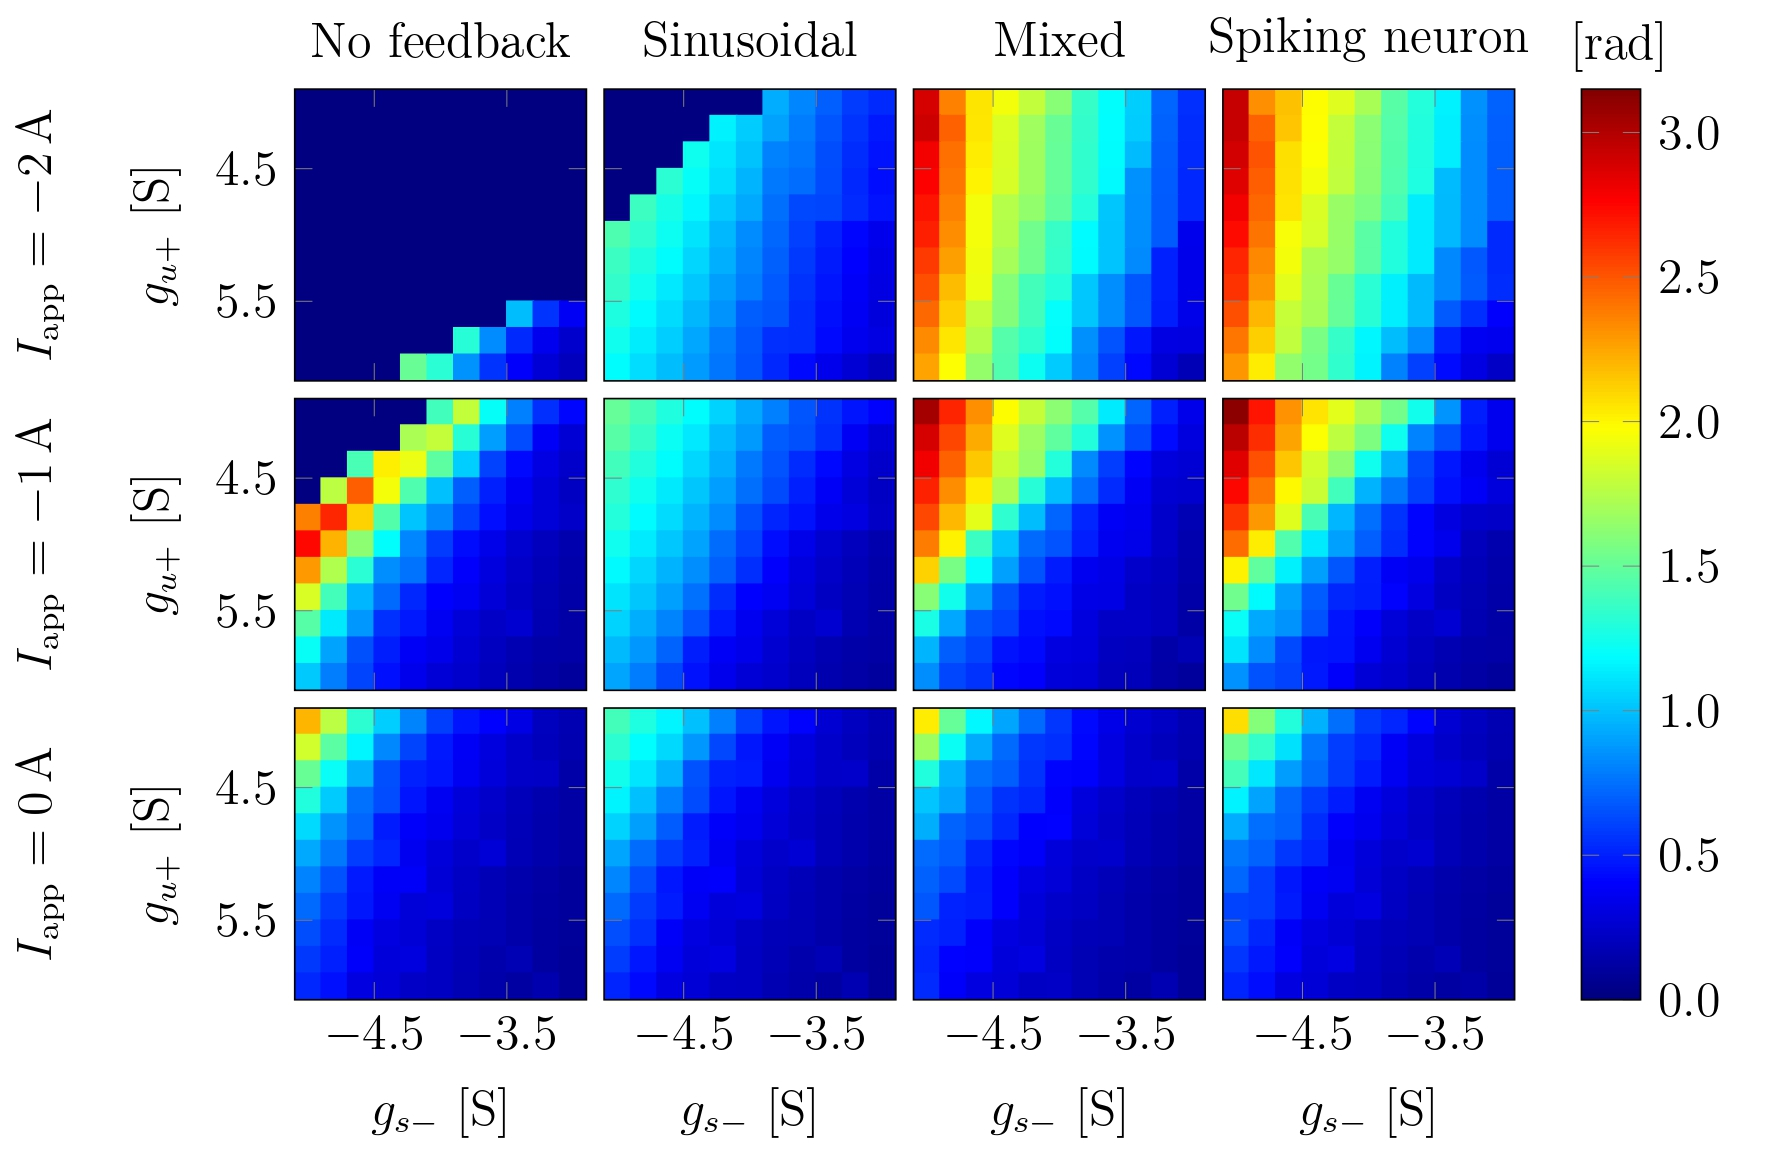 No feedback Sinusoidal Mixed Spiking neuron [rad]
I_app = −2 A
g_u+ [S]
4.5
5.5
I_app = −1 A
g_u+ [S]
4.5
5.5
I_app = 0 A
g_u+ [S]
4.5
5.5
3.0
2.5
2.0
1.5
1.0
0.5
0.0
−4.5 −3.5 −4.5 −3.5 −4.5 −3.5 −4.5 −3.5
g_s− [S] g_s− [S] g_s− [S] g_s− [S]